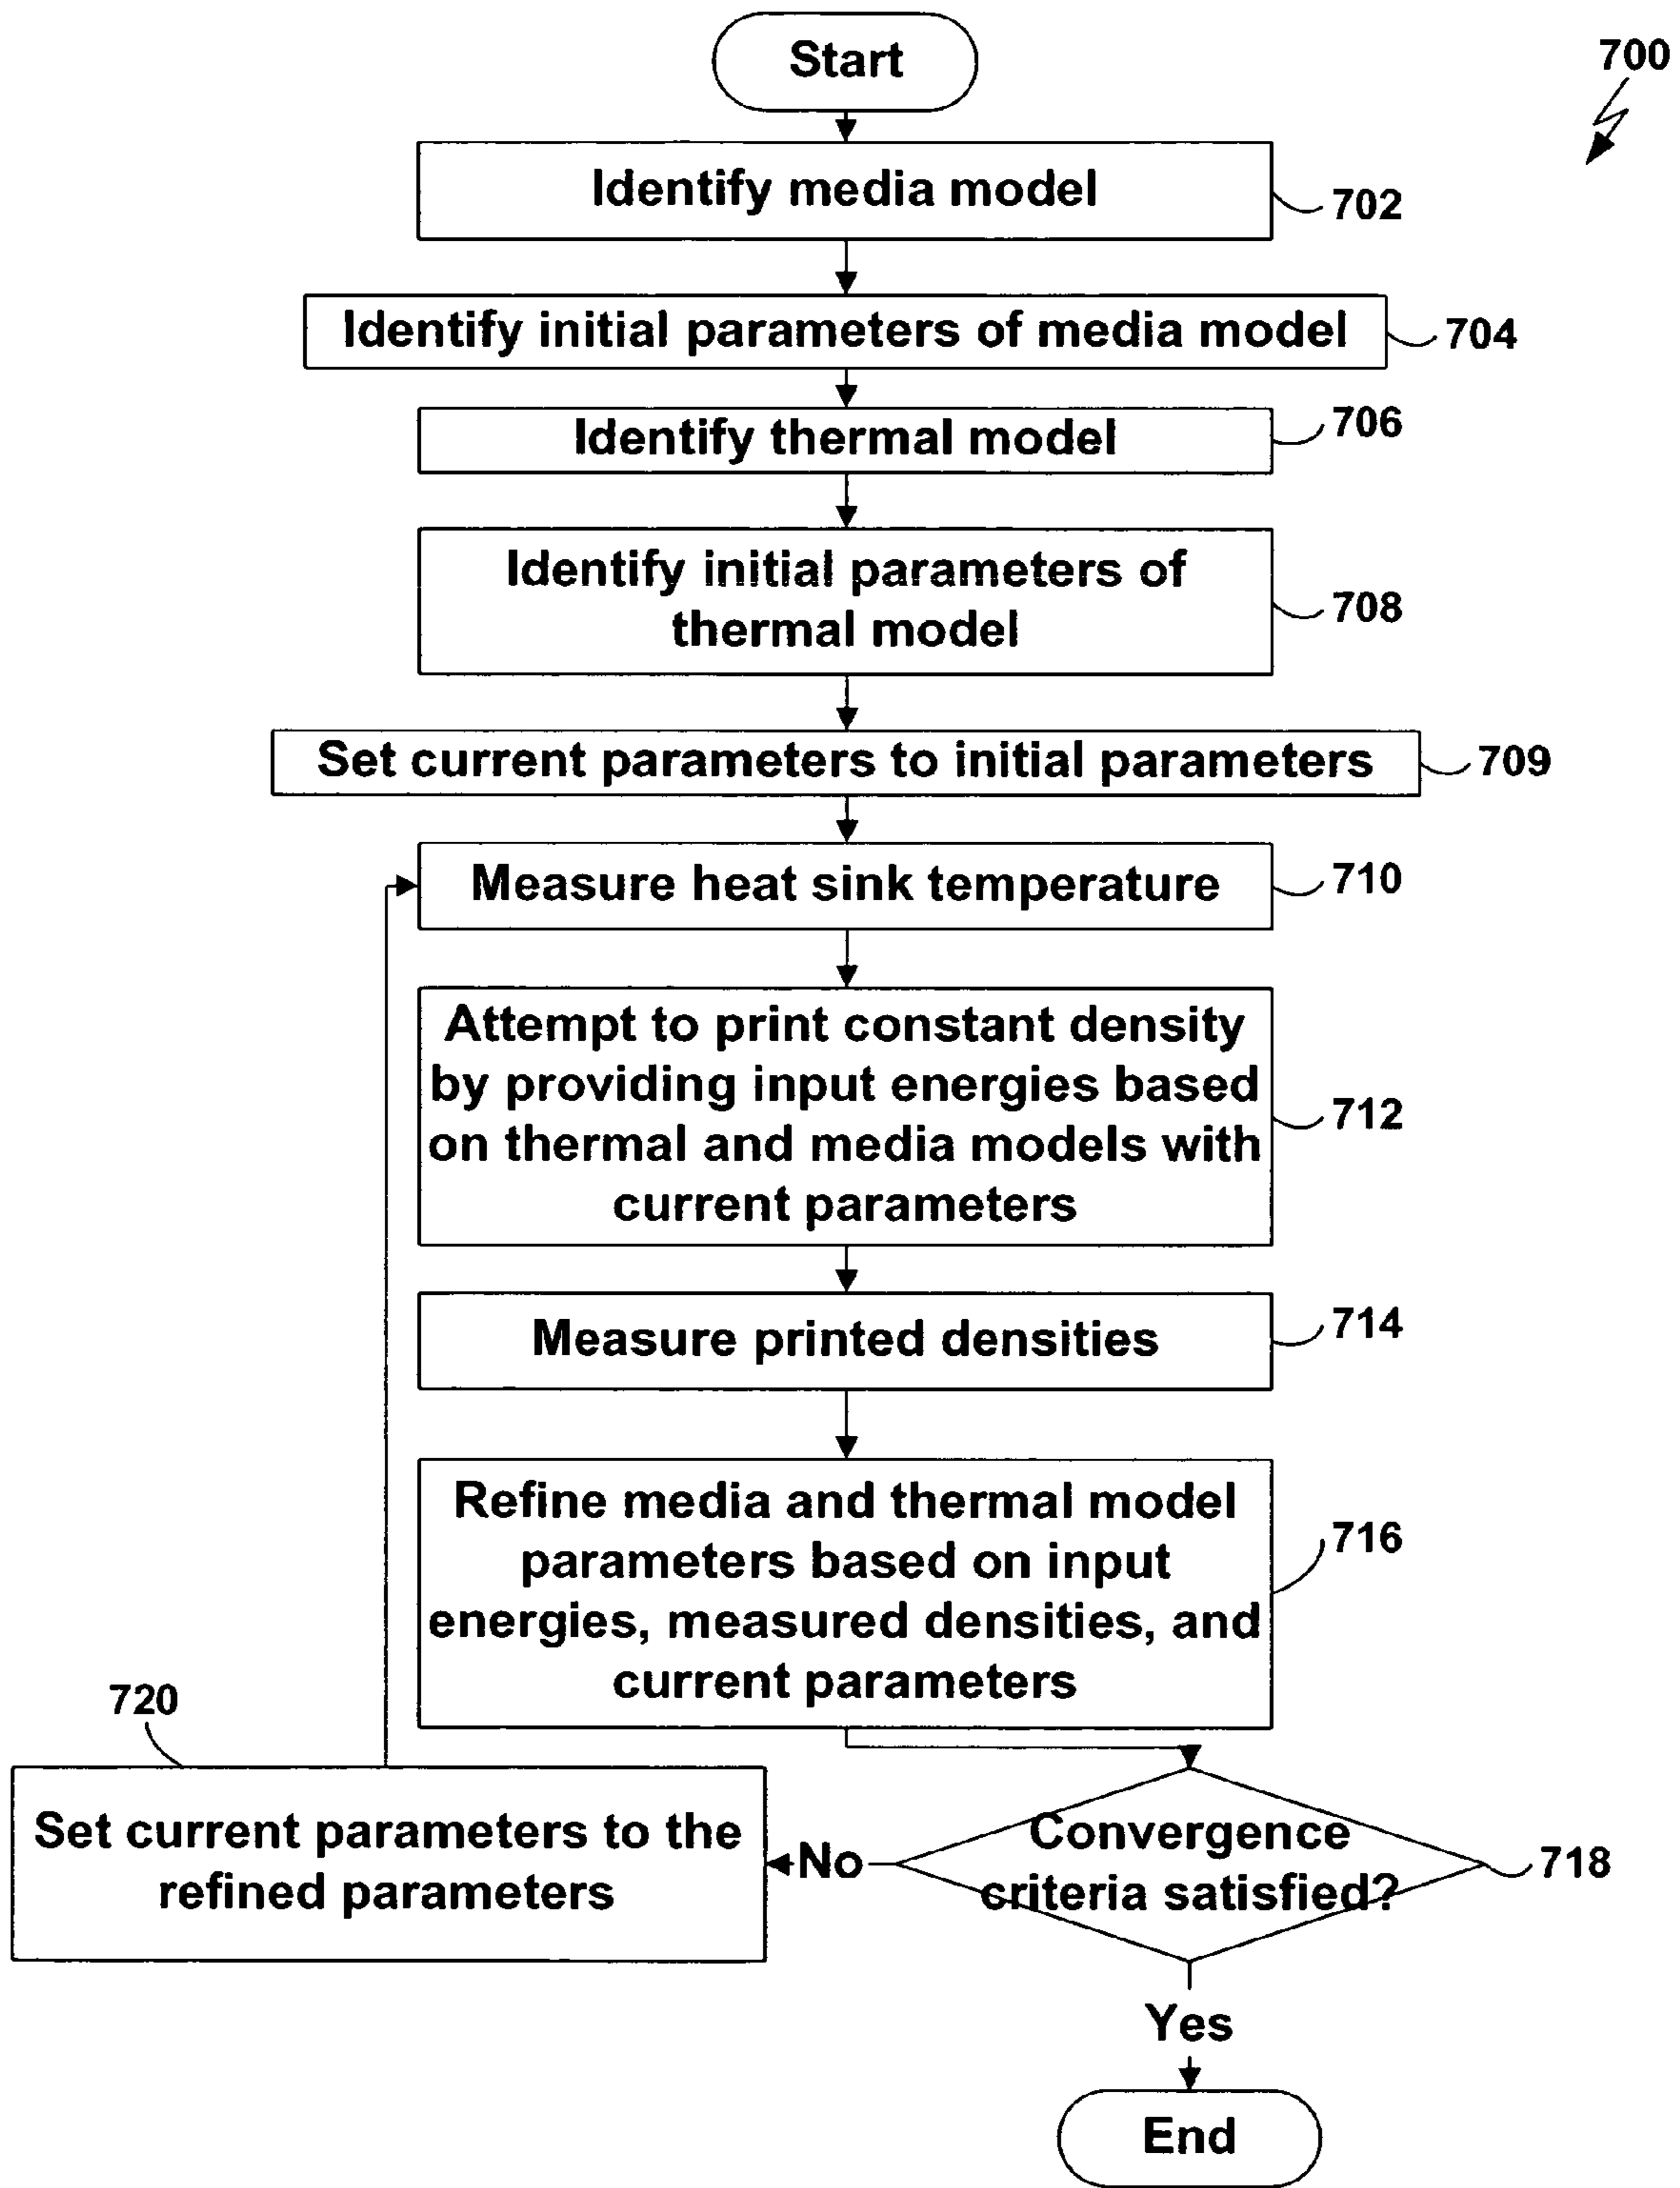 Start
700
Identify media model
702
Identify initial parameters of media model
704
Identify thermal model
706
Identify initial parameters of
thermal model
708
Set current parameters to initial parameters
709
Measure heat sink temperature
710
Attempt to print constant density
by providing input energies based
on thermal and media models with
current parameters
712
Measure printed densities
714
Refine media and thermal model
parameters based on input
energies, measured densities, and
current parameters
716
720
Set current parameters to the
refined parameters
No
Convergence
criteria satisfied?
718
Yes
End